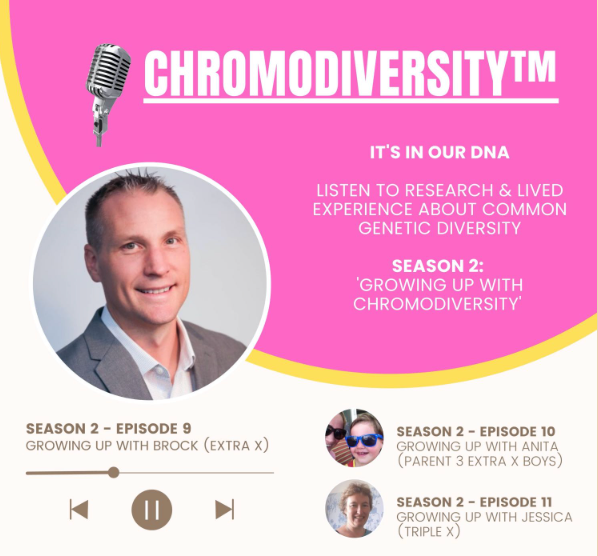 CHROMODIVERSITY™
IT'S IN OUR DNA
LISTEN TO RESEARCH & LIVED
EXPERIENCE ABOUT COMMON
GENETIC DIVERSITY
SEASON 2:
'GROWING UP WITH
CHROMODIVERSITY'
SEASON 2 - EPISODE 9
GROWING UP WITH BROCK (EXTRA X)
SEASON 2 - EPISODE 10
GROWING UP WITH ANITA
(PARENT 3 EXTRA X BOYS)
SEASON 2 - EPISODE 11
GROWING UP WITH JESSICA
(TRIPLE X)